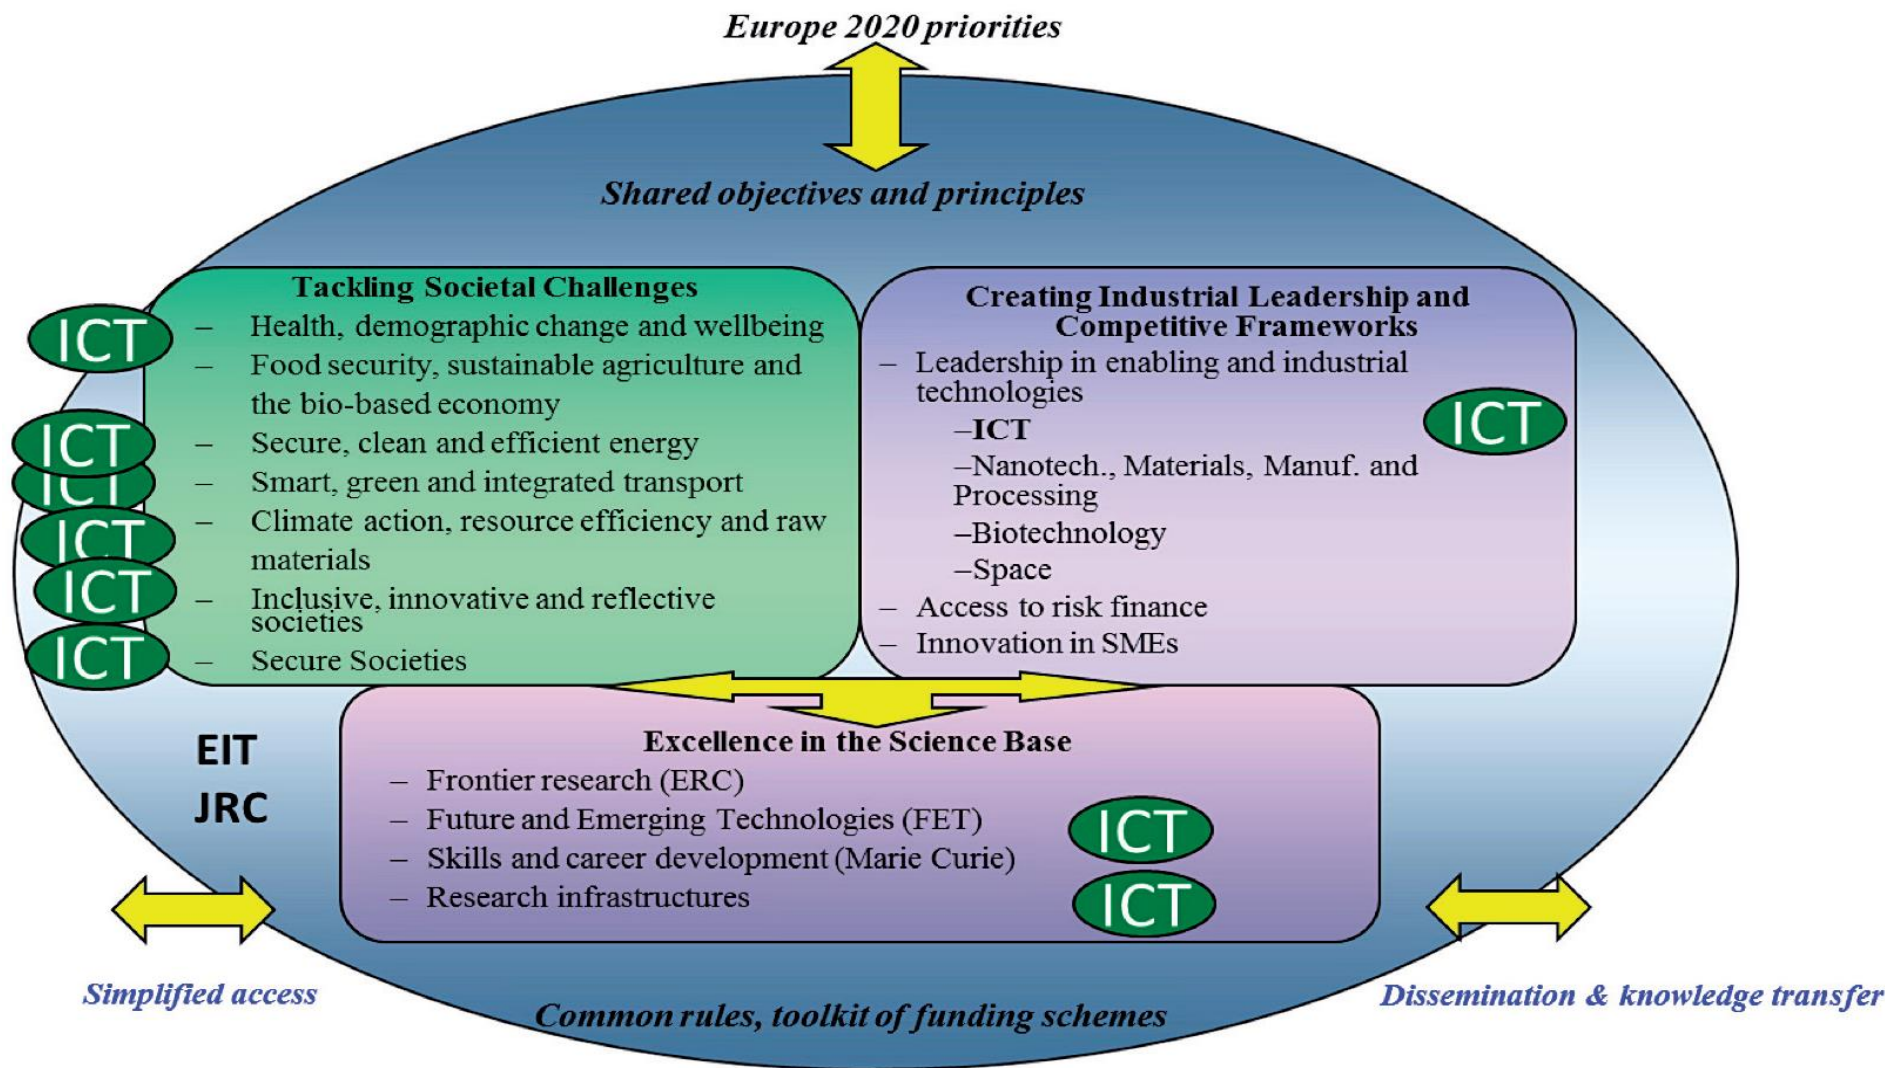 Europe 2020 priorities
Shared objectives and principles
Tackling Societal Challenges
ICT
– Health, demographic change and wellbeing
– Food security, sustainable agriculture and
the bio-based economy
ICT
– Secure, clean and efficient energy
ICT
– Smart, green and integrated transport
ICT
– Climate action, resource efficiency and raw
materials
ICT
– Inclusive, innovative and reflective
societies
ICT
– Secure Societies
Creating Industrial Leadership and
Competitive Frameworks
– Leadership in enabling and industrial
technologies
ICT
–ICT
–Nanotech., Materials, Manuf. and
Processing
–Biotechnology
–Space
– Access to risk finance
– Innovation in SMEs
EIT
JRC
Excellence in the Science Base
– Frontier research (ERC)
– Future and Emerging Technologies (FET)
ICT
– Skills and career development (Marie Curie)
– Research infrastructures
ICT
Simplified access
Common rules, toolkit of funding schemes
Dissemination & knowledge transfer